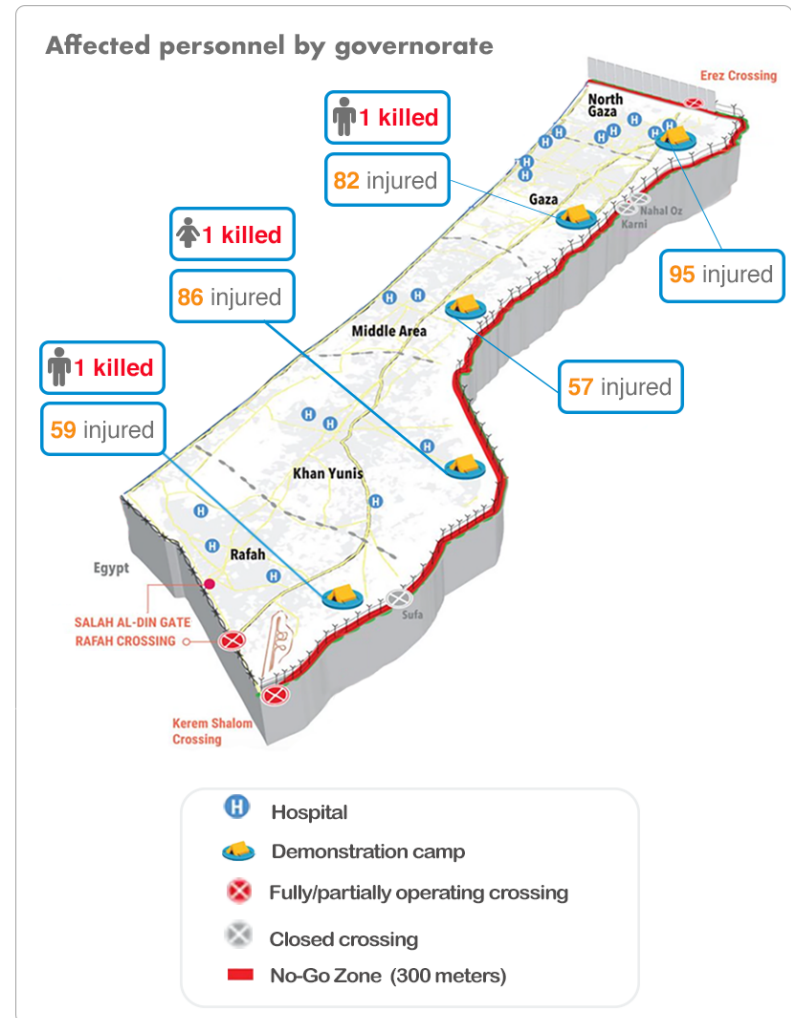 Affected personnel by governorate
Erez Crossing
North
Gaza
1 killed
82 injured
Gaza
Nahal Oz
Karni
1 killed
86 injured
95 injured
Middle Area
1 killed
59 injured
57 injured
Khan Yunis
Rafah
Egypt
SALAH AL-DIN GATE
RAFAH CROSSING
Sufa
Kerem Shalom
Crossing
H Hospital
Demonstration camp
Fully/partially operating crossing
Closed crossing
No-Go Zone (300 meters)